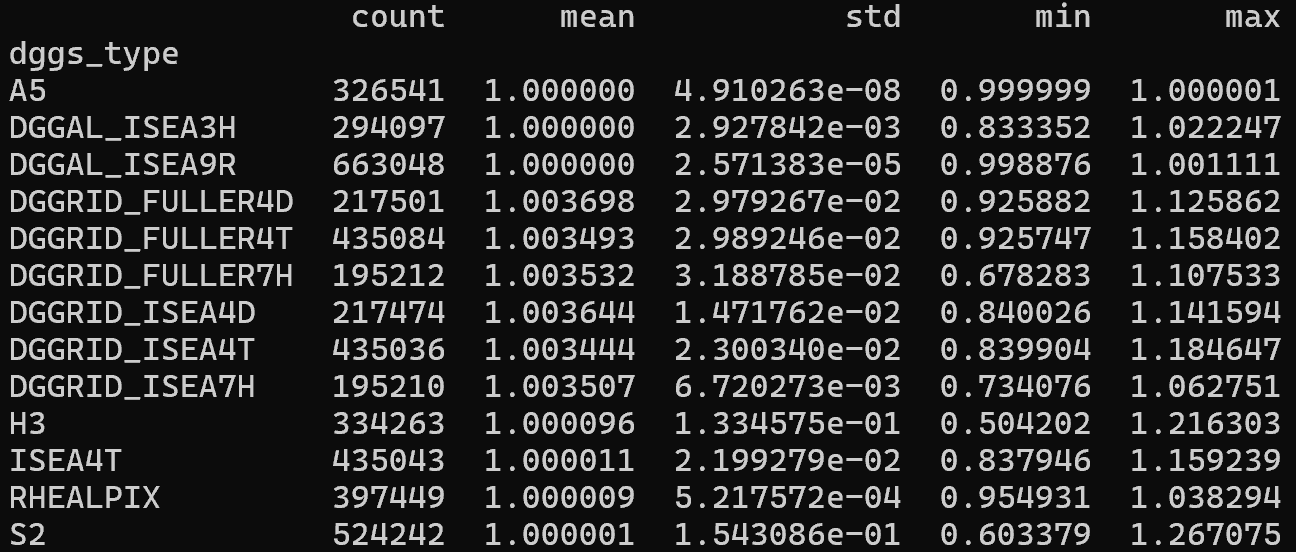 count mean std min max
dggs_type
A5 326541 1.000000 4.910263e-08 0.999999 1.000001
DGGAL_ISEA3H 294097 1.000000 2.927842e-03 0.833352 1.022247
DGGAL_ISEA9R 663048 1.000000 2.571383e-05 0.998876 1.001111
DGGRID_FULLER4D 217501 1.003698 2.979267e-02 0.925882 1.125862
DGGRID_FULLER4T 435084 1.003493 2.989246e-02 0.925747 1.158402
DGGRID_FULLER7H 195212 1.003532 3.188785e-02 0.678283 1.107533
DGGRID_ISEA4D 217474 1.003644 1.471762e-02 0.840026 1.141594
DGGRID_ISEA4T 435036 1.003444 2.300340e-02 0.839904 1.184647
DGGRID_ISEA7H 195210 1.003507 6.720273e-03 0.734076 1.062751
H3 334263 1.000096 1.334575e-01 0.504202 1.216303
ISEA4T 435043 1.000011 2.199279e-02 0.837946 1.159239
RHEALPIX 397449 1.000009 5.217572e-04 0.954931 1.038294
S2 524242 1.000001 1.543086e-01 0.603379 1.267075